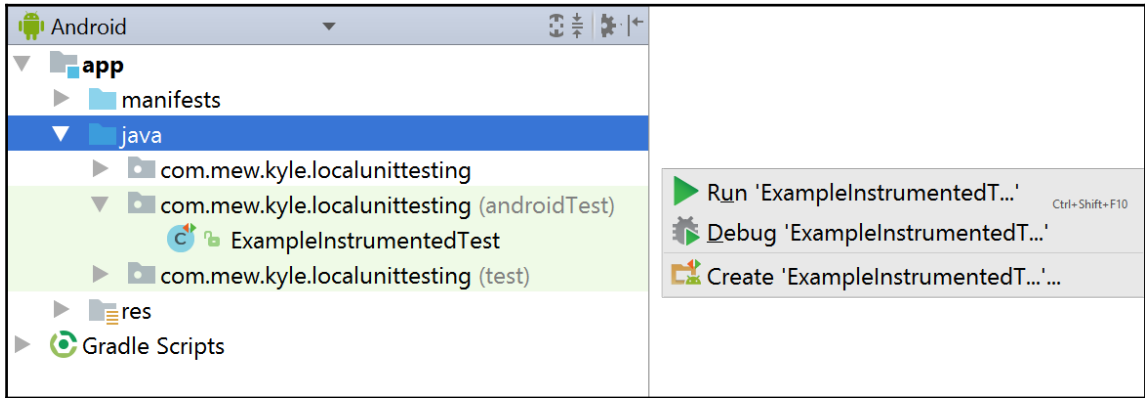 Android
app
manifests
java
com.mew.kyle.localunittesting
com.mew.kyle.localunittesting (androidTest)
C ExampleInstrumentedTest
com.mew.kyle.localunittesting (test)
res
Gradle Scripts
Run 'ExampleInstrumentedT...' Ctrl+Shift+F10
Debug 'ExampleInstrumentedT...'
Create 'ExampleInstrumentedT...'...